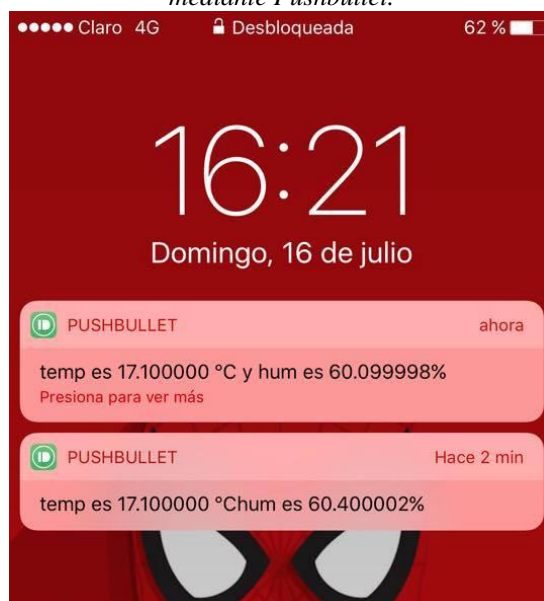 mediante Pushbullet.
Claro 4G Desbloqueada 62 %
16:21
Domingo, 16 de julio
PUSHBULLET ahora
temp es 17.100000 °C y hum es 60.099998%
Presiona para ver más
PUSHBULLET Hace 2 min
temp es 17.100000 °Chum es 60.400002%